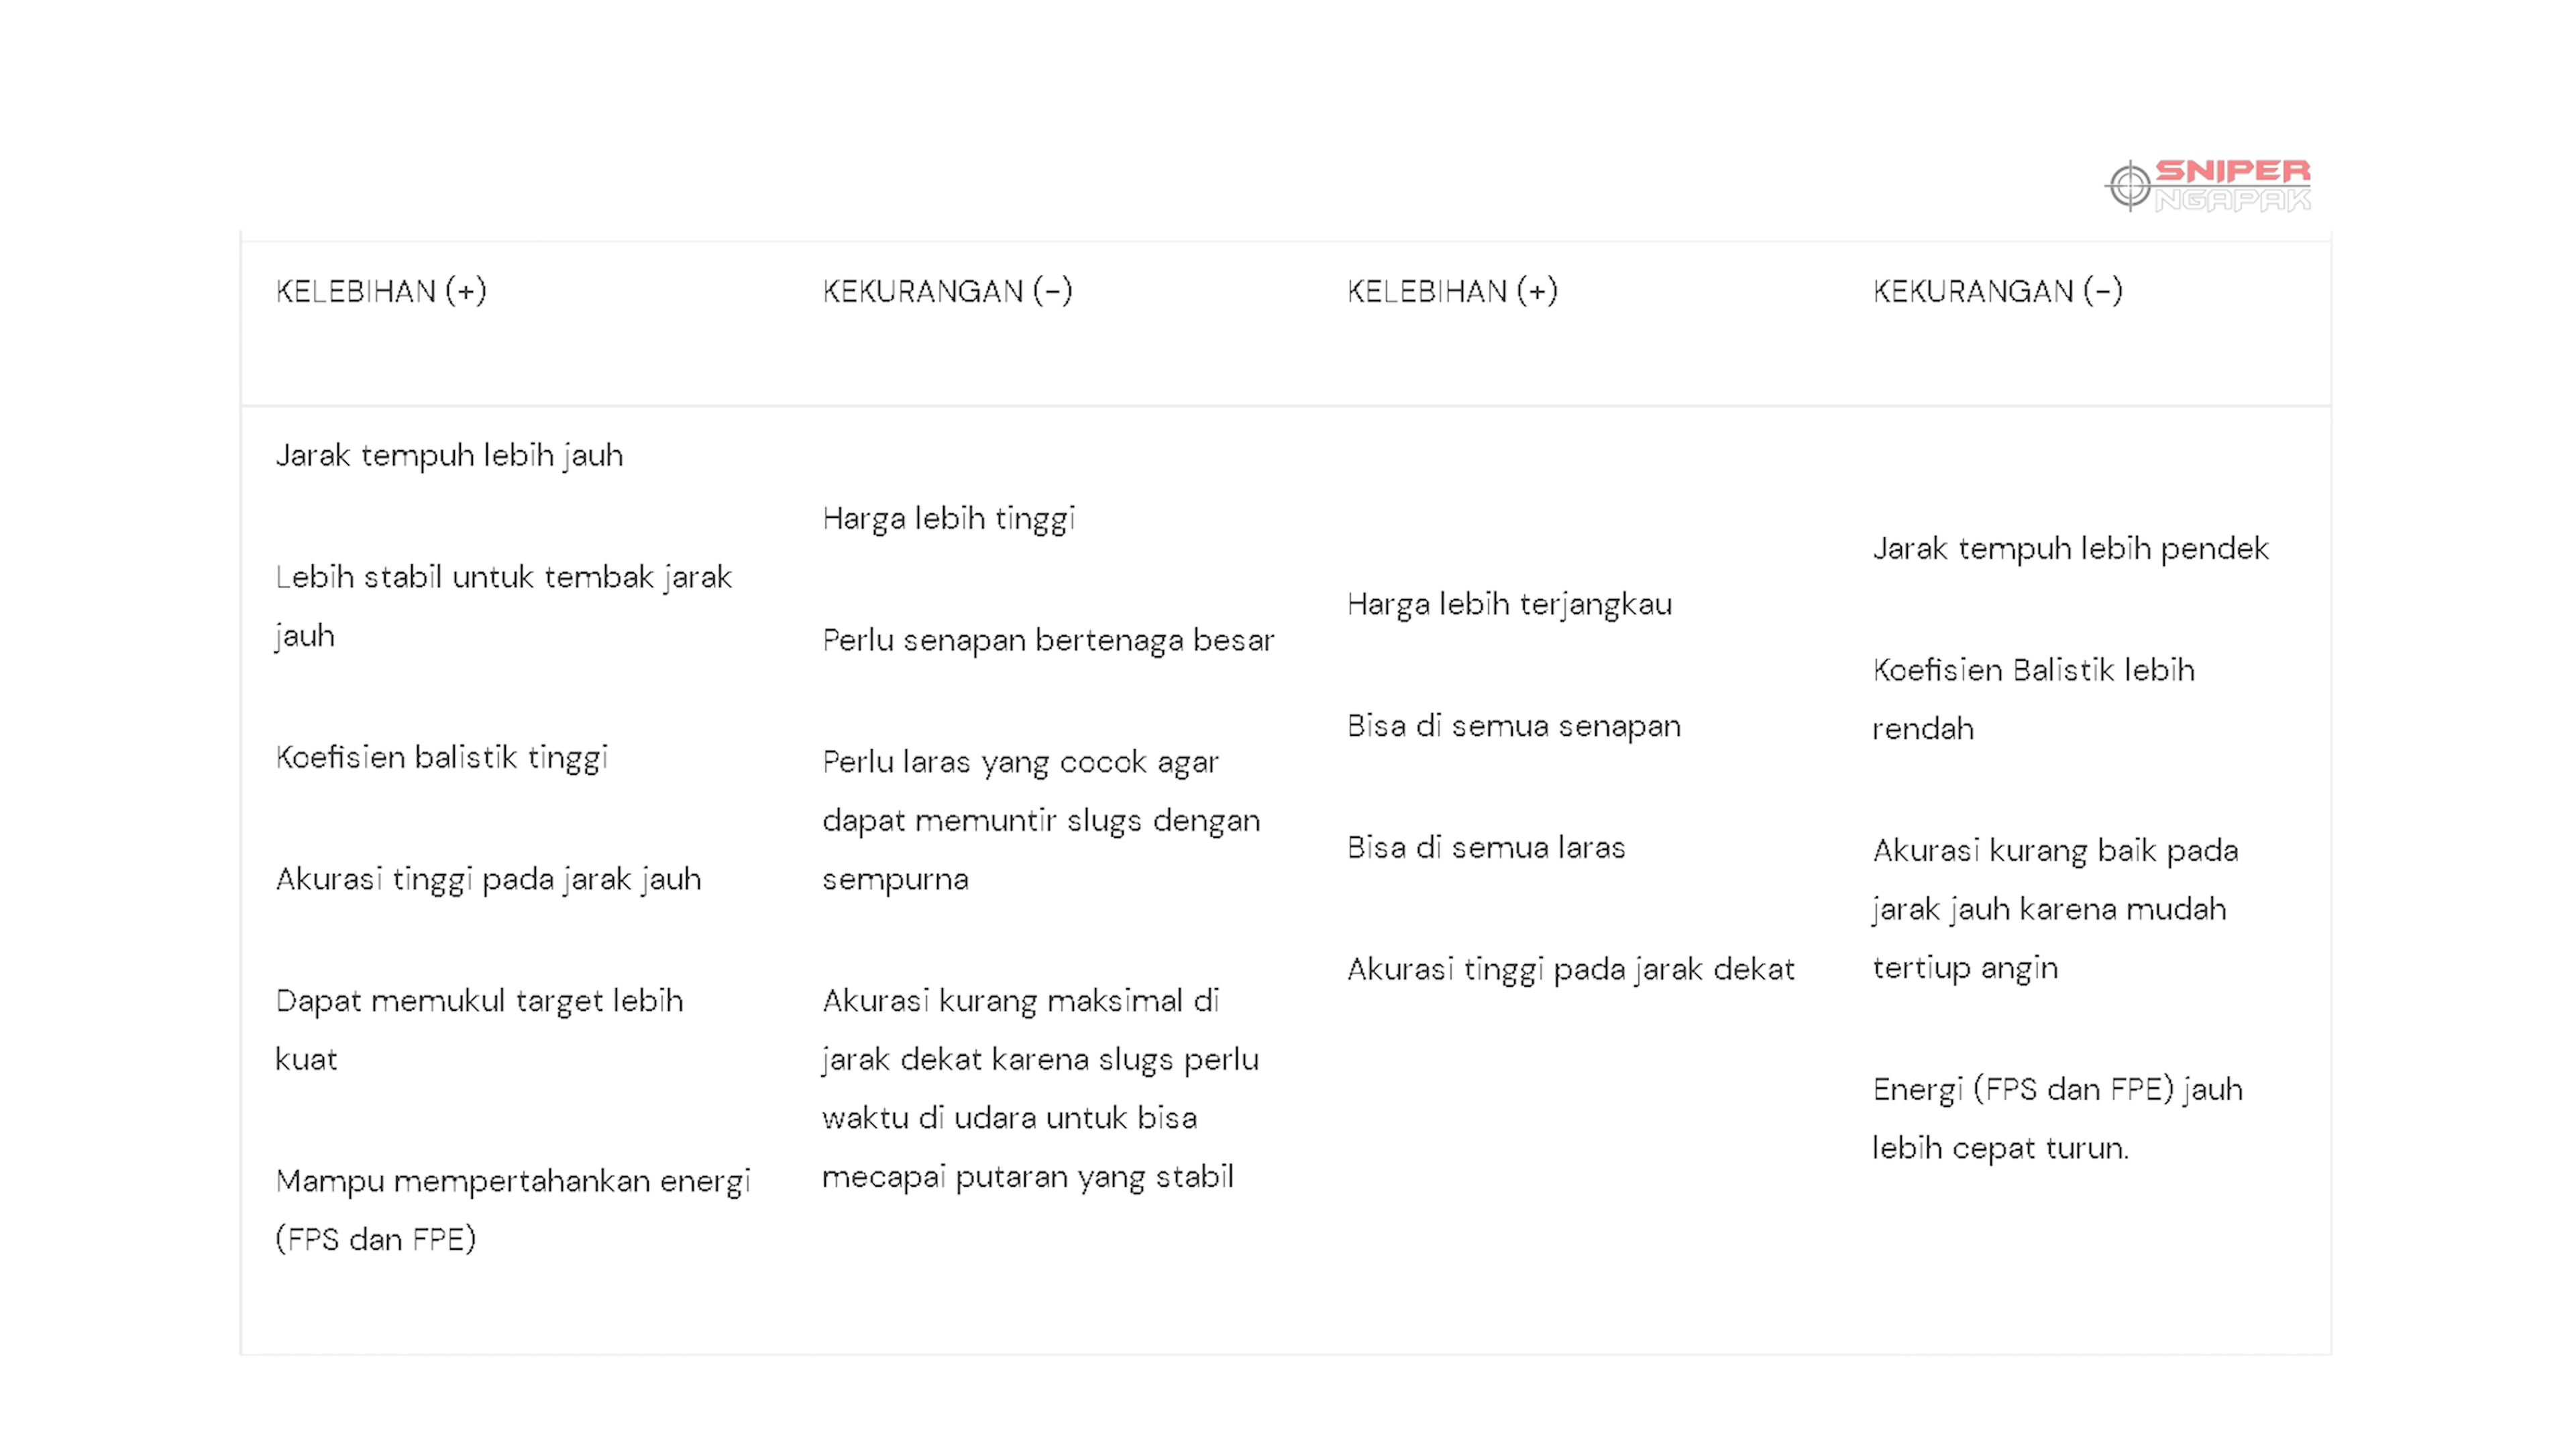 SNIPER
NGAPAK
KELEBIHAN (+)
KEKURANGAN (-)
KELEBIHAN (+)
KEKURANGAN (-)
Jarak tempuh lebih jauh
Lebih stabil untuk tembak jarak
jauh
Koefisien balistik tinggi
Akurasi tinggi pada jarak jauh
Dapat memukul target lebih
kuat
Mampu mempertahankan energi
(FPS dan FPE)
Harga lebih tinggi
Perlu senapan bertenaga besar
Perlu laras yang cocok agar
dapat memuntir slugs dengan
sempurna
Akurasi kurang maksimal di
jarak dekat karena slugs perlu
waktu di udara untuk bisa
mecapai putaran yang stabil
Harga lebih terjangkau
Bisa di semua senapan
Bisa di semua laras
Akurasi tinggi pada jarak dekat
Jarak tempuh lebih pendek
Koefisien Balistik lebih
rendah
Akurasi kurang baik pada
jarak jauh karena mudah
tertiup angin
Energi (FPS dan FPE) jauh
lebih cepat turun.